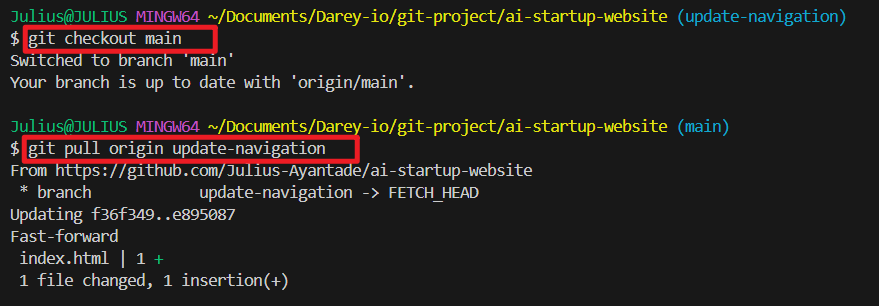 Julius@JULIUS MINGW64 ~/Documents/Darey-io/git-project/ai-startup-website (update-navigation)
$ git checkout main
Switched to branch 'main'
Your branch is up to date with 'origin/main'.
Julius@JULIUS MINGW64 ~/Documents/Darey-io/git-project/ai-startup-website (main)
$ git pull origin update-navigation
From https://github.com/Julius-Ayantade/ai-startup-website
 * branch            update-navigation -> FETCH_HEAD
Updating f36f349..e895087
Fast-forward
 index.html | 1 +
 1 file changed, 1 insertion(+)